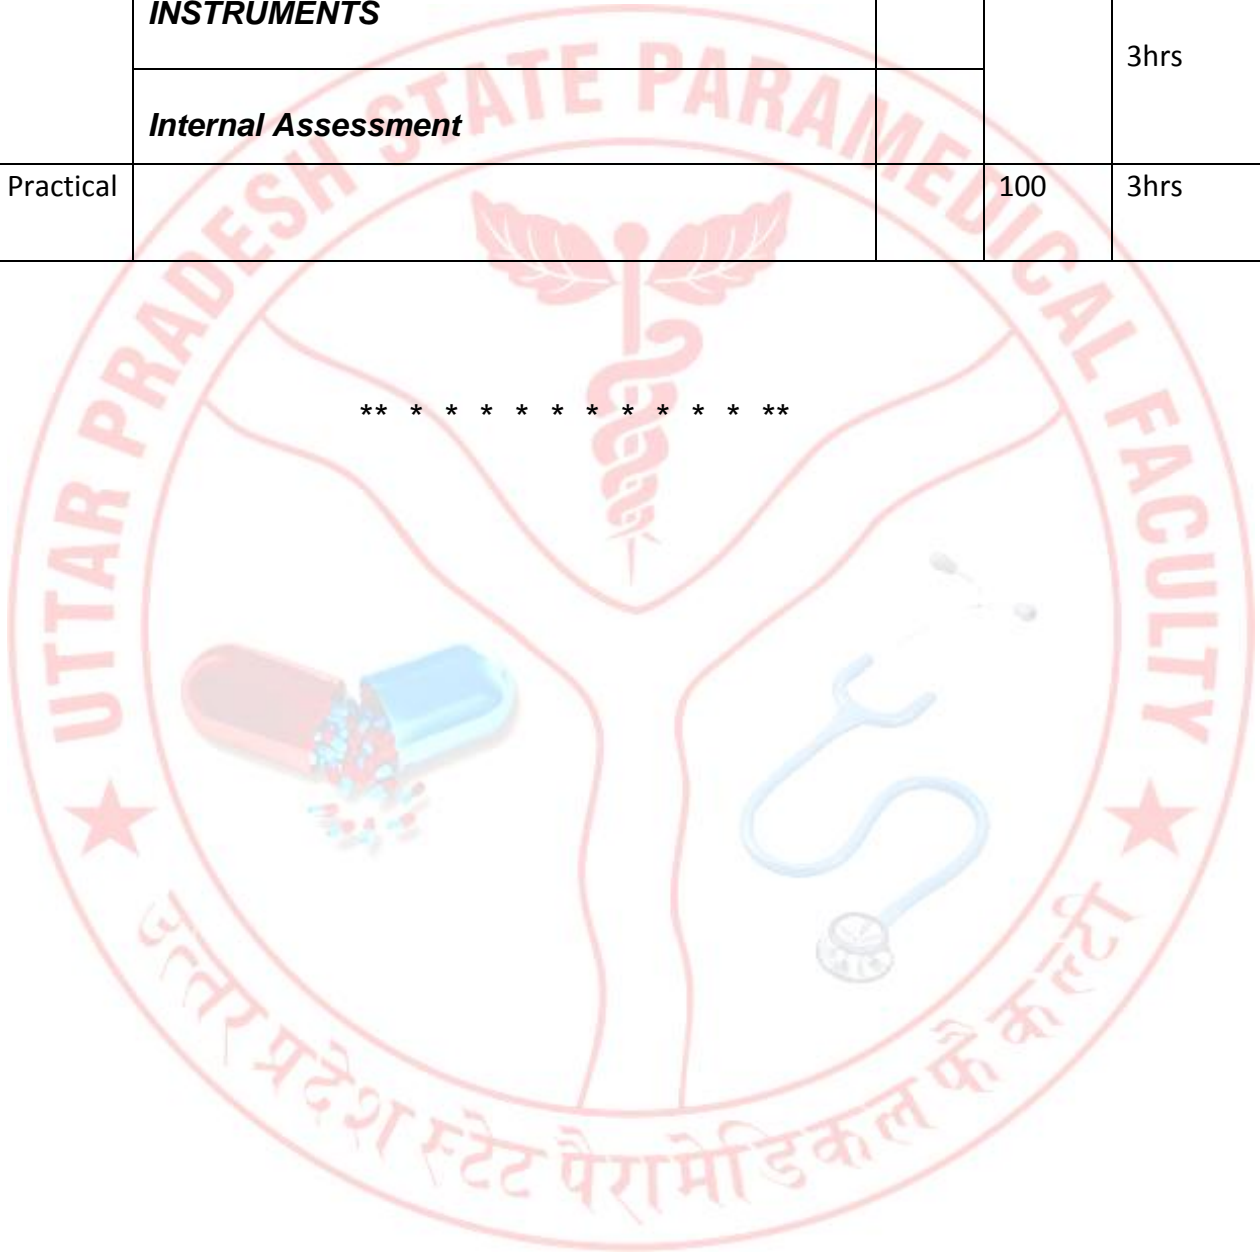 INSTRUMENTS
3hrs
Internal Assessment
Practical 100 3hrs
** * * * * * * * * * * **
UTTAR PRADESH STATE PARAMEDICAL FACULTY
उत्तर प्रदेश स्टेट पैरामेडिकल फैकल्टी